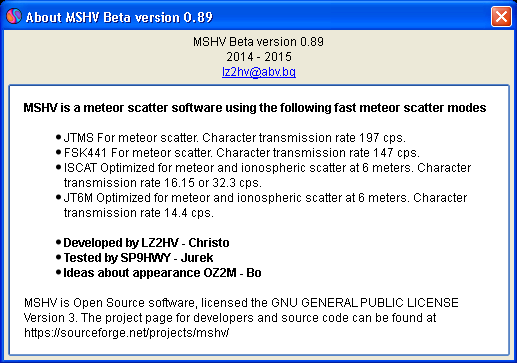 About MSHV Beta version 0.89
MSHV Beta version 0.89
2014 - 2015
lz2hv@abv.bg
MSHV is a meteor scatter software using the following fast meteor scatter modes
JTMS For meteor scatter. Character transmission rate 197 cps.
FSK441 For meteor scatter. Character transmission rate 147 cps.
ISCAT Optimized for meteor and ionospheric scatter at 6 meters. Character
transmission rate 16.15 or 32.3 cps.
JT6M Optimized for meteor and ionospheric scatter at 6 meters. Character
transmission rate 14.4 cps.
Developed by LZ2HV - Christo
Tested by SP9HWY - Jurek
Ideas about appearance OZ2M - Bo
MSHV is Open Source software, licensed the GNU GENERAL PUBLIC LICENSE
Version 3. The project page for developers and source code can be found at
https://sourceforge.net/projects/mshv/